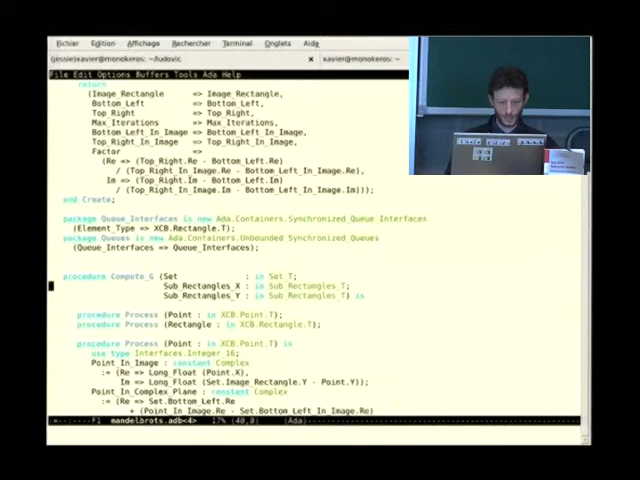 Fichier Edition Affichage Rechercher Terminal Onglets Aide
(jessie)xavier@monokeros: ~/ludovic x xavier@monokeros: ~
File Edit Options Buffers Tools Ada Help
return
(Image_Rectangle => Image_Rectangle,
Bottom_Left => Bottom_Left,
Top_Right => Top_Right,
Max_Iterations => Max_Iterations,
Bottom_Left_In_Image => Bottom_Left_In_Image,
Top_Right_In_Image => Top_Right_In_Image,
Factor =>
(Re => (Top_Right.Re - Bottom_Left.Re)
/ (Top_Right_In_Image.Re - Bottom_Left_In_Image.Re),
Im => (Top_Right.Im - Bottom_Left.Im)
/ (Top_Right_In_Image.Im - Bottom_Left_In_Image.Im)));
end Create;
package Queue_Interfaces is new Ada.Containers.Synchronized_Queue_Interfaces
(Element_Type => XCB.Rectangle.T);
package Queues is new Ada.Containers.Unbounded_Synchronized_Queues
(Queue_Interfaces => Queue_Interfaces);
procedure Compute_G (Set : in Set_T;
Sub_Rectangles_X : in Sub_Rectangles_T;
Sub_Rectangles_Y : in Sub_Rectangles_T) is
procedure Process (Point : in XCB.Point.T);
procedure Process (Rectangle : in XCB.Rectangle.T);
procedure Process (Point : in XCB.Point.T) is
use type Interfaces.Integer_16;
Point_In_Image : constant Complex
:= (Re => Long_Float (Point.X),
Im => Long_Float (Set.Image_Rectangle.Y - Point.Y));
Point_In_Complex_Plane : constant Complex
:= (Re => Set.Bottom_Left.Re
+ (Point_In_Image.Re - Set.Bottom_Left_In_Image.Re)
F1 mandelbrots.adb<4> 17% (40,0) (Ada)